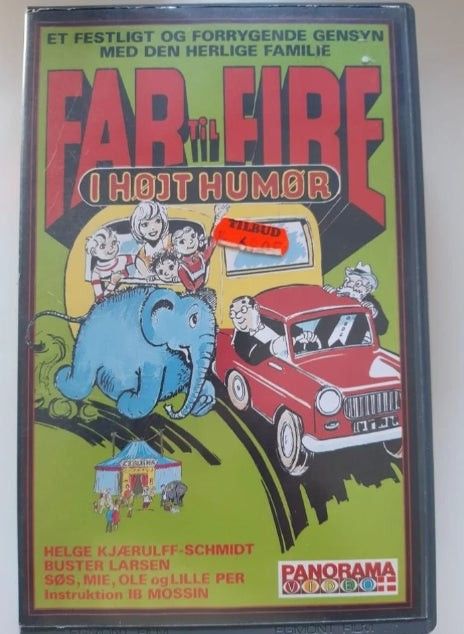 ET FESTLIGT OG FORRYGENDE GENSYN
MED DEN HERLIGE FAMILIE
FAR TiL FIRE
I HØJT HUMØR
TILBUD
CIRKUS
HELGE KJÆRULFF-SCHMIDT
BUSTER LARSEN
SØS, MIE, OLE og LILLE PER
Instruktion IB MOSSIN
PANORAMA
VIDEO